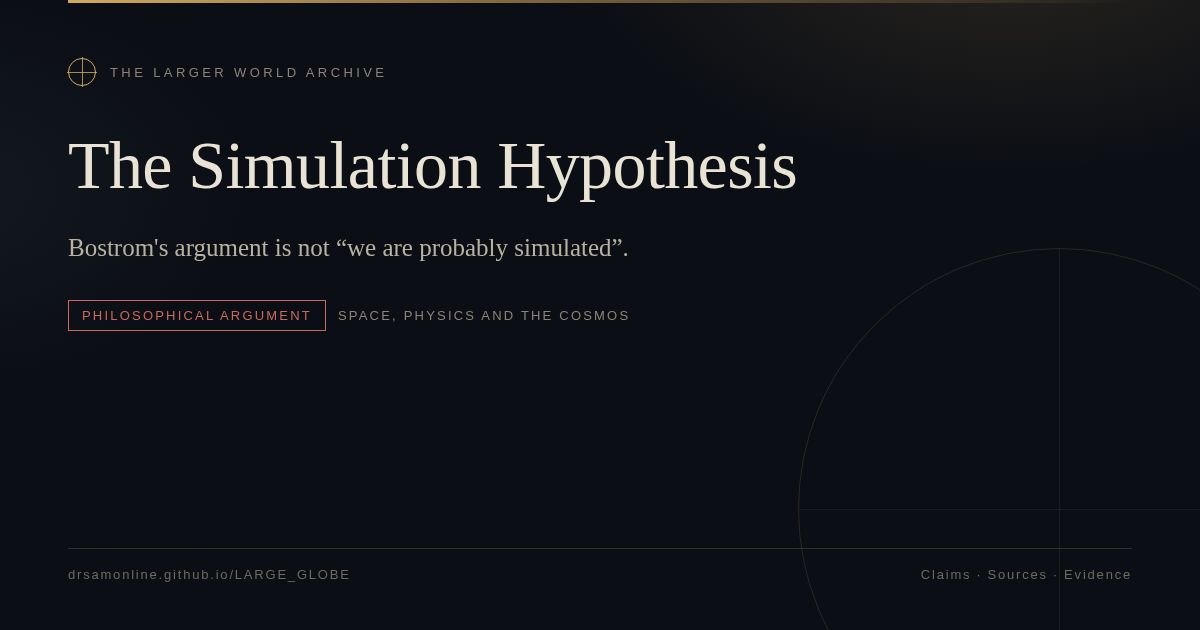 THE LARGER WORLD ARCHIVE
The Simulation Hypothesis
Bostrom's argument is not “we are probably simulated”.
PHILOSOPHICAL ARGUMENT
SPACE, PHYSICS AND THE COSMOS
drsamonline.github.io/LARGE_GLOBE
Claims · Sources · Evidence